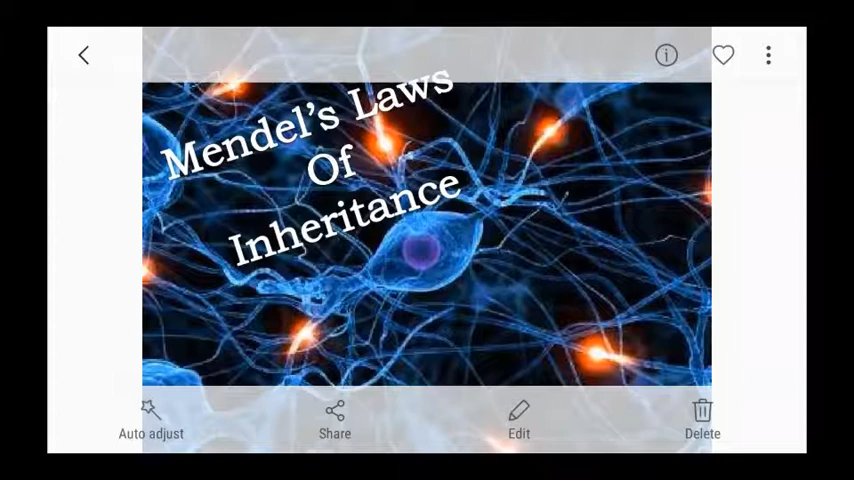 Mendel's Laws
Of
Inheritance
Auto adjust
Share
Edit
Delete